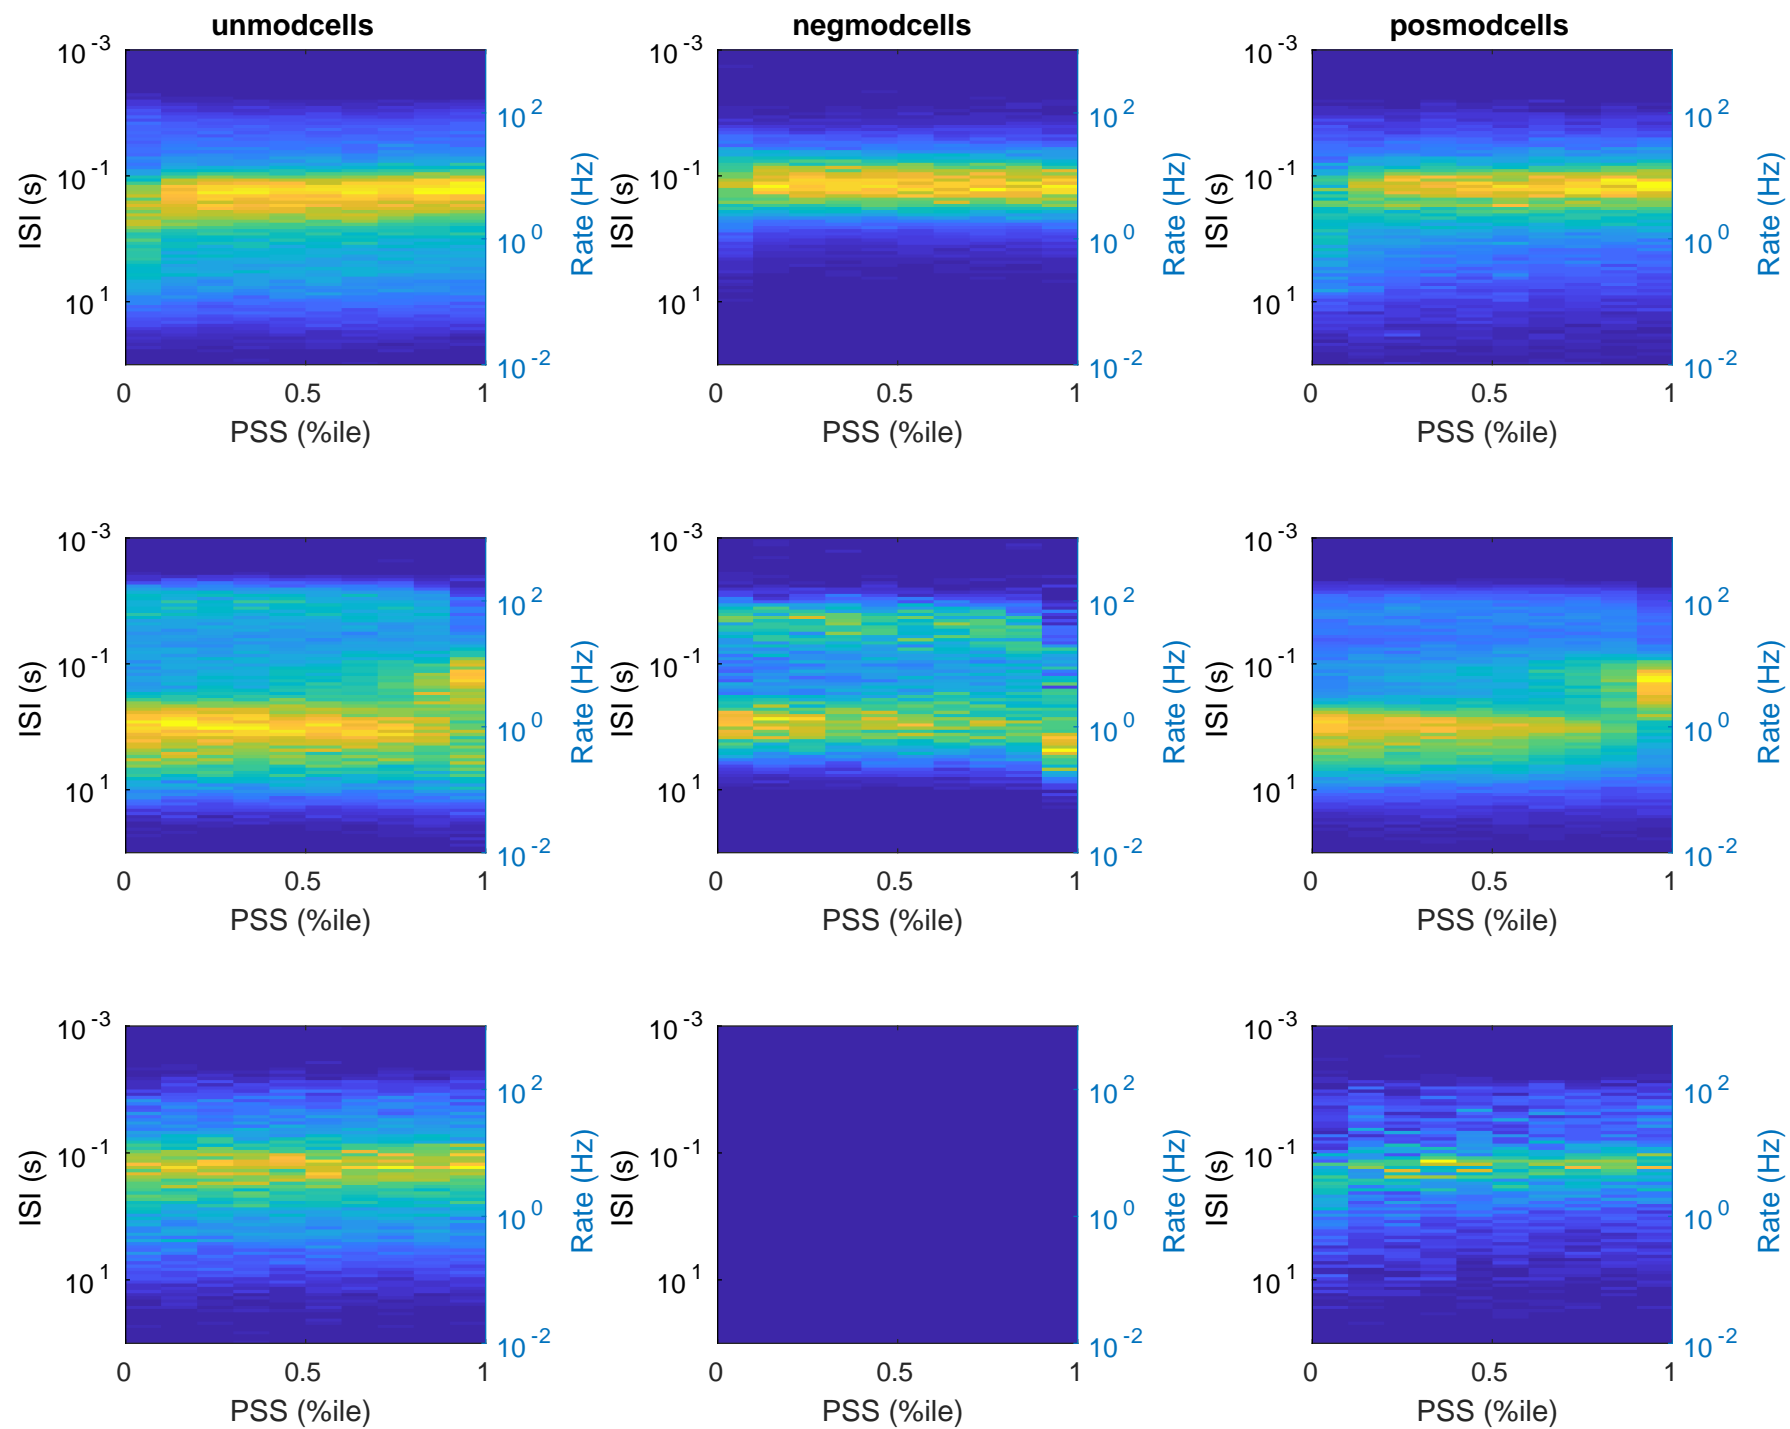 unmodcells negmodcells posmodcells
10^-3 10^-3 10^-3
10^2 10^2 10^2
10^-1 10^-1 10^-1
ISI (s) Rate (Hz) ISI (s) Rate (Hz) ISI (s) Rate (Hz)
10^0 10^0 10^0
10^1 10^1 10^1
10^-2 10^-2 10^-2
0 0.5 1 0 0.5 1 0 0.5 1
PSS (%ile) PSS (%ile) PSS (%ile)
10^-3 10^-3 10^-3
10^2 10^2 10^2
10^-1 10^-1 10^-1
ISI (s) Rate (Hz) ISI (s) Rate (Hz) ISI (s) Rate (Hz)
10^0 10^0 10^0
10^1 10^1 10^1
10^-2 10^-2 10^-2
0 0.5 1 0 0.5 1 0 0.5 1
PSS (%ile) PSS (%ile) PSS (%ile)
10^-3 10^-3 10^-3
10^2 10^2 10^2
10^-1 10^-1 10^-1
ISI (s) Rate (Hz) ISI (s) Rate (Hz) ISI (s) Rate (Hz)
10^0 10^0 10^0
10^1 10^1 10^1
10^-2 10^-2 10^-2
0 0.5 1 0 0.5 1 0 0.5 1
PSS (%ile) PSS (%ile) PSS (%ile)